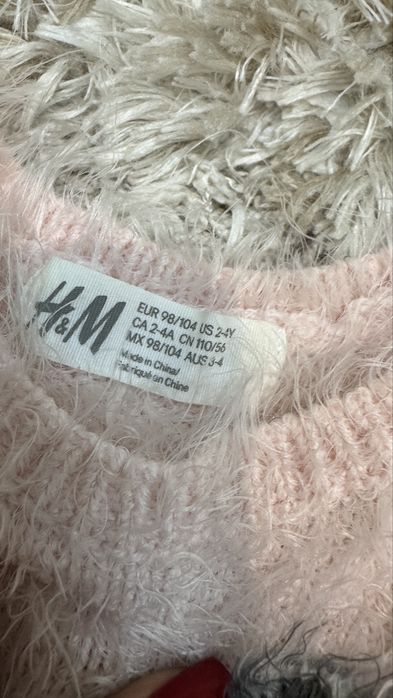 H&M
EUR 98/104 US 2-4Y
CA 2-4A CN 110/56
MX 98/104 AUS 3-4
Made in China/
Fabriqué en Chine